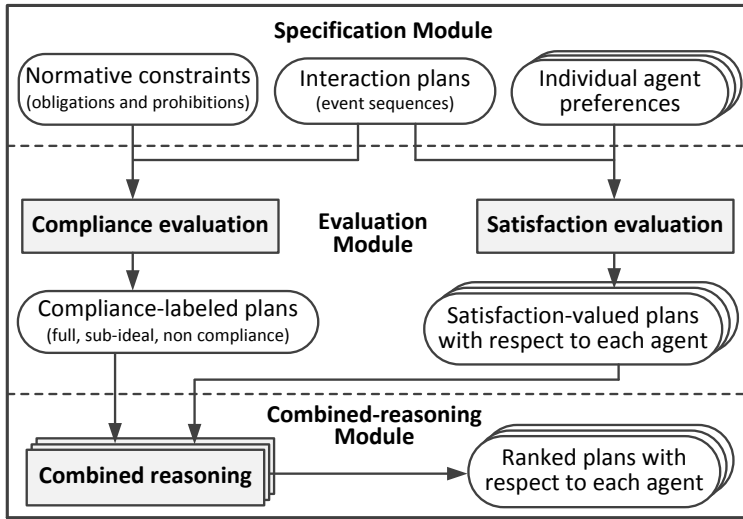 Specification Module
Normative constraints
(obligations and prohibitions)
Interaction plans
(event sequences)
Individual agent
preferences
Compliance evaluation
Evaluation
Module
Satisfaction evaluation
Compliance-labeled plans
(full, sub-ideal, non compliance)
Satisfaction-valued plans
with respect to each agent
Combined-reasoning
Module
Combined reasoning
Ranked plans with
respect to each agent